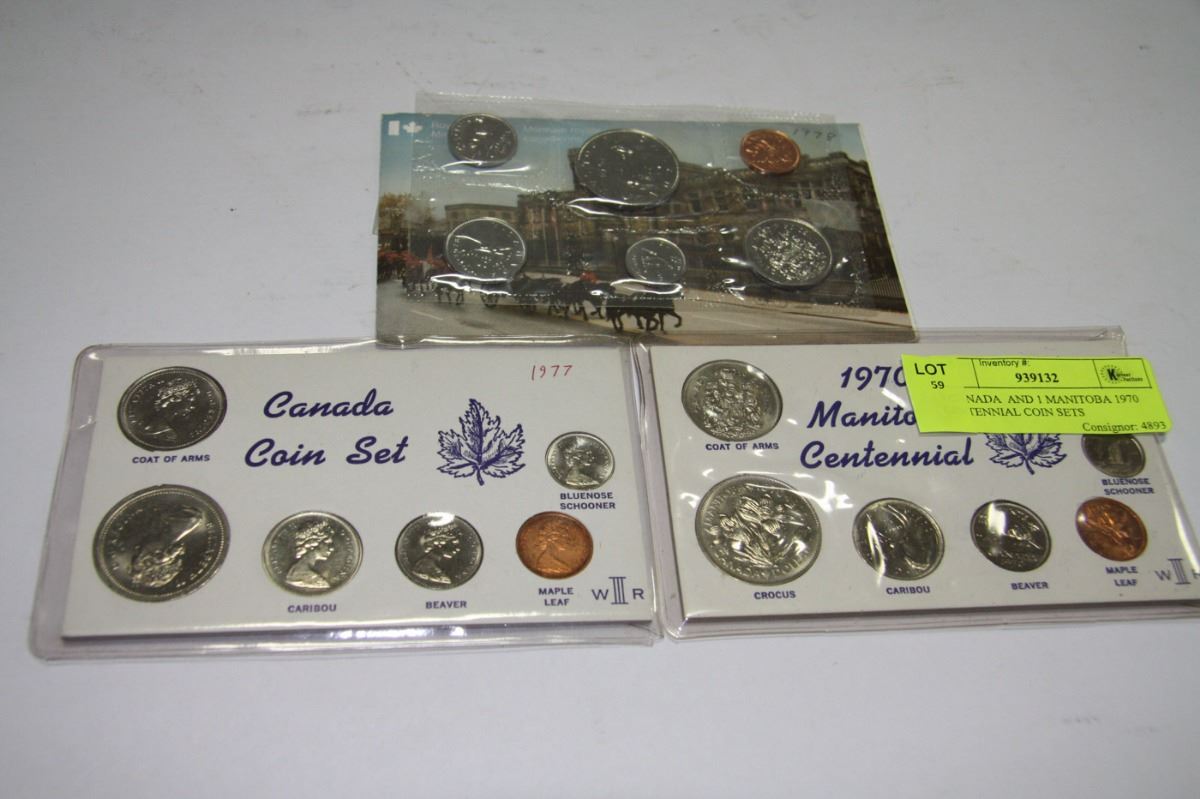 1978
Canada
Coin Set
1977
COAT OF ARMS
BLUENOSE
SCHOONER
CARIBOU
BEAVER
MAPLE
LEAF
W III R
1970
Manito
Centennial
COAT OF ARMS
BLUENOSE
SCHOONER
CROCUS
CARIBOU
BEAVER
MAPLE
LEAF
W III
LOT
59
Inventory #:
939132
NADA AND 1 MANITOBA 1970
TENNIAL COIN SETS
Consignor: 4893